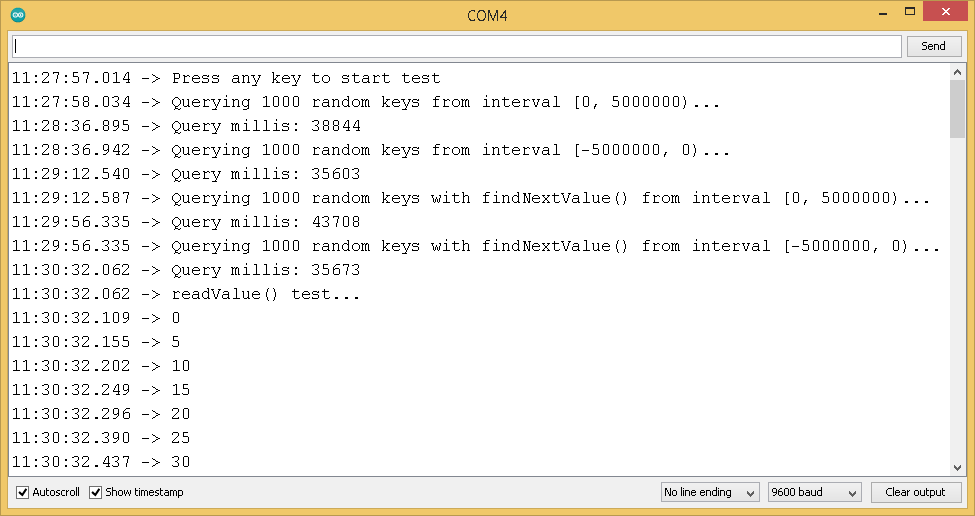 COM4
Send
11:27:57.014 -> Press any key to start test
11:27:58.034 -> Querying 1000 random keys from interval [0, 5000000)...
11:28:36.895 -> Query millis: 38844
11:28:36.942 -> Querying 1000 random keys from interval [-5000000, 0)...
11:29:12.540 -> Query millis: 35603
11:29:12.587 -> Querying 1000 random keys with findNextValue() from interval [0, 5000000)...
11:29:56.335 -> Query millis: 43708
11:29:56.335 -> Querying 1000 random keys with findNextValue() from interval [-5000000, 0)...
11:30:32.062 -> Query millis: 35673
11:30:32.062 -> readValue() test...
11:30:32.109 -> 0
11:30:32.155 -> 5
11:30:32.202 -> 10
11:30:32.249 -> 15
11:30:32.296 -> 20
11:30:32.390 -> 25
11:30:32.437 -> 30
Autoscroll Show timestamp No line ending 9600 baud Clear output